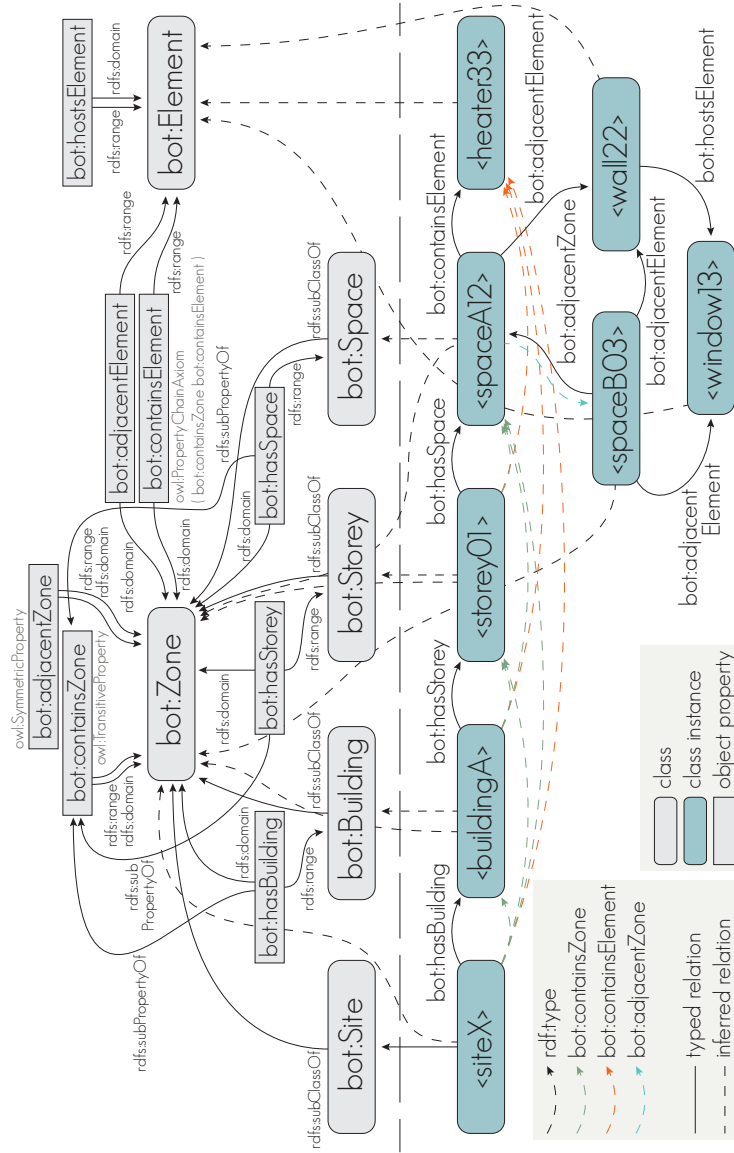 owl:SymmetricProperty
bot:adjacentZone
bot:containsZone
owl:TransitiveProperty
rdfs:range
rdfs:domain
rdfs:range
rdfs:domain
bot:hostsElement
rdfs:range
rdfs:domain
bot:adjacentElement
bot:containsElement
owl:PropertyChainAxiom
( bot:containsZone bot:containsElement )
rdfs:range
rdfs:range
rdfs:domain
rdfs:domain
bot:Zone
bot:Element
rdfs:subPropertyOf
rdfs:sub
PropertyOf
rdfs:subPropertyOf
bot:hasBuilding
rdfs:domain
rdfs:range
bot:hasStorey
rdfs:domain
rdfs:range
bot:hasSpace
rdfs:domain
rdfs:range
rdfs:subClassOf
bot:Site
rdfs:subClassOf
bot:Building
rdfs:subClassOf
bot:Storey
rdfs:subClassOf
bot:Space
bot:hasBuilding
bot:hasStorey
bot:hasSpace
bot:containsElement
<siteX>
<buildingA>
<storey01>
<spaceA12>
<heater33>
bot:adjacentElement
bot:adjacentZone
<spaceB03>
<wall22>
bot:adjacentElement
bot:hostsElement
bot:adjacent
Element
<window13>
rdf:type
bot:containsZone
bot:containsElement
bot:adjacentZone
typed relation
inferred relation
class
class instance
object property